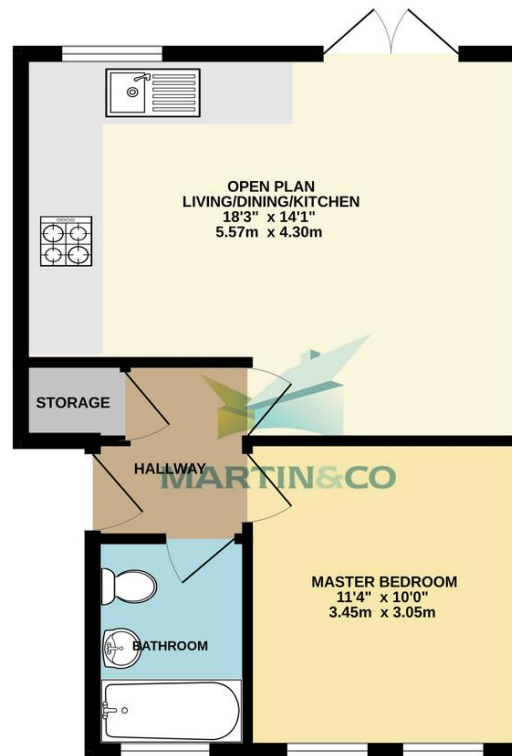 OPEN PLAN
LIVING/DINING/KITCHEN
18'3" x 14'1"
5.57m x 4.30m
STORAGE
HALLWAY
MARTIN&CO
MASTER BEDROOM
11'4" x 10'0"
3.45m x 3.05m
BATHROOM